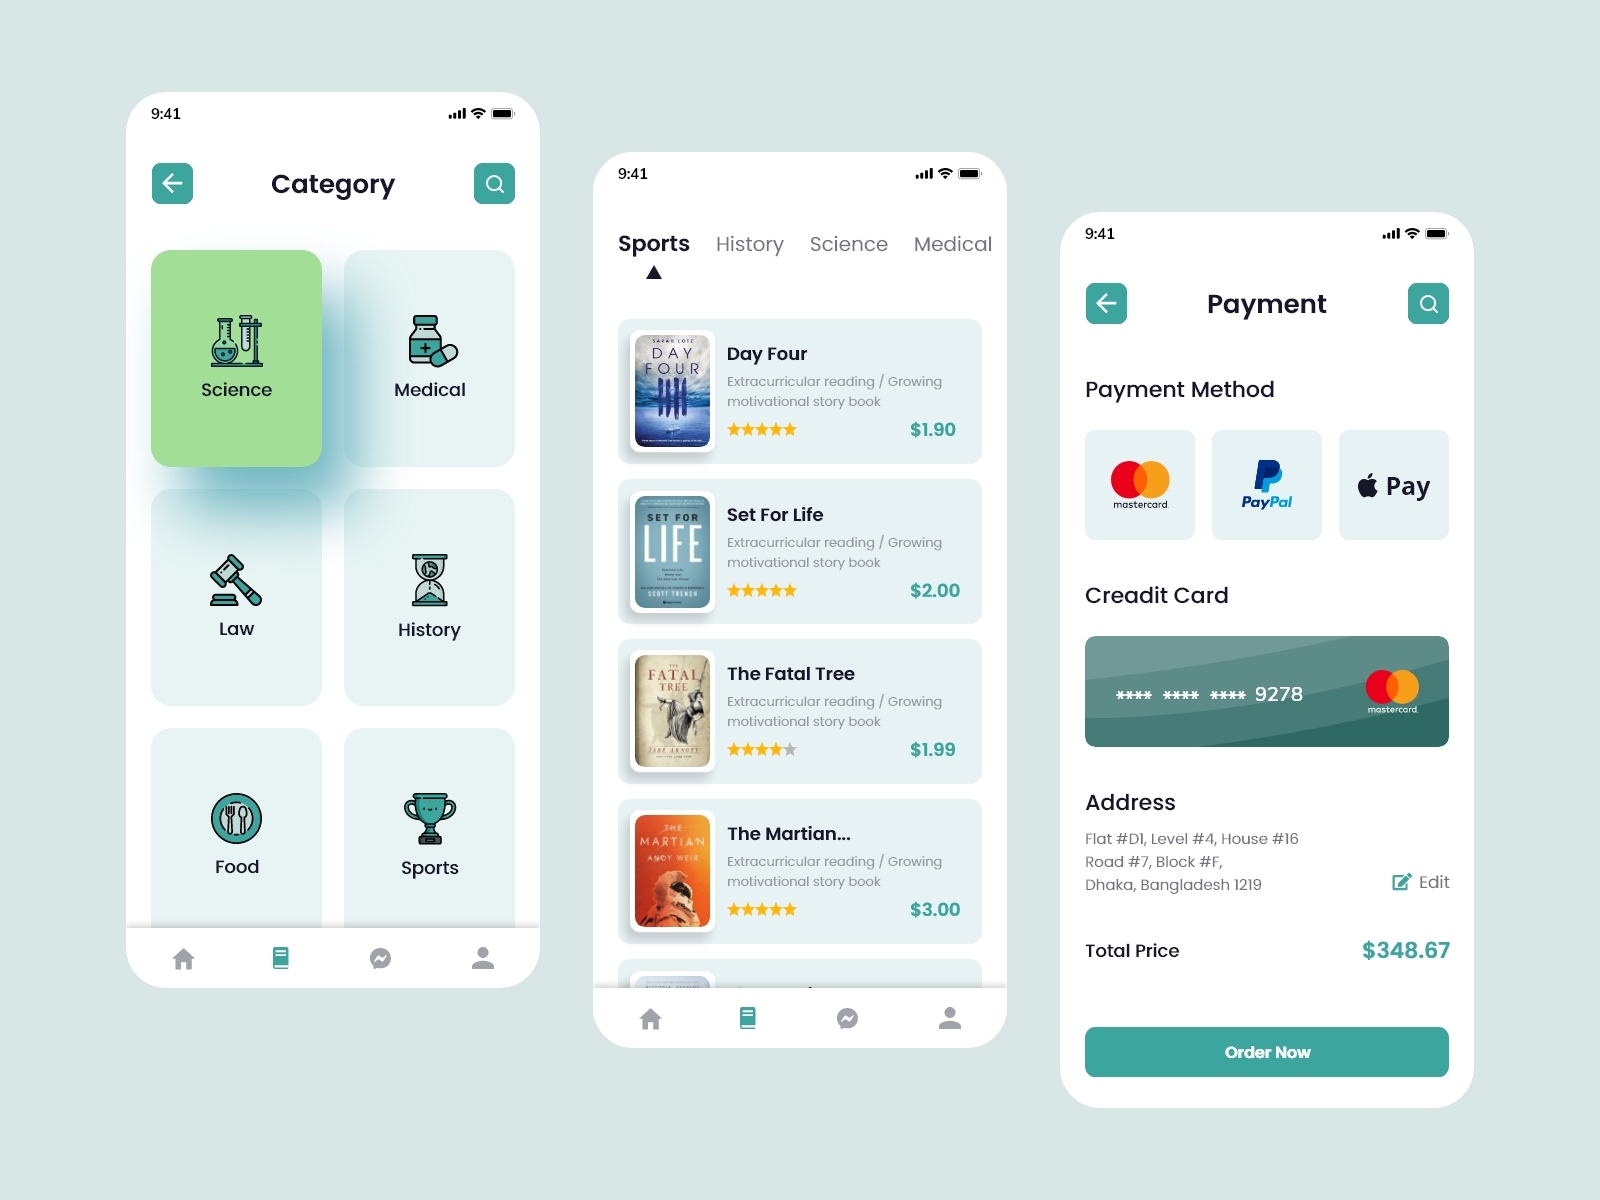 9:41
Category
Science
Medical
Law
History
Food
Sports
9:41
Sports History Science Medical
SARAH LOTZ
DAY
FOUR
Day Four
Extracurricular reading / Growing
motivational story book
$1.90
SET FOR
LIFE
SCOTT TRENCH
Set For Life
Extracurricular reading / Growing
motivational story book
$2.00
THE
FATAL
TREE
JAKE ARNOTT
The Fatal Tree
Extracurricular reading / Growing
motivational story book
$1.99
THE
MARTIAN
ANDY WEIR
The Martian...
Extracurricular reading / Growing
motivational story book
$3.00
9:41
Payment
Payment Method
mastercard.
PayPal
Pay
Creadit Card
**** **** **** 9278
mastercard.
Address
Flat #D1, Level #4, House #16
Road #7, Block #F,
Dhaka, Bangladesh 1219
Edit
Total Price
$348.67
Order Now